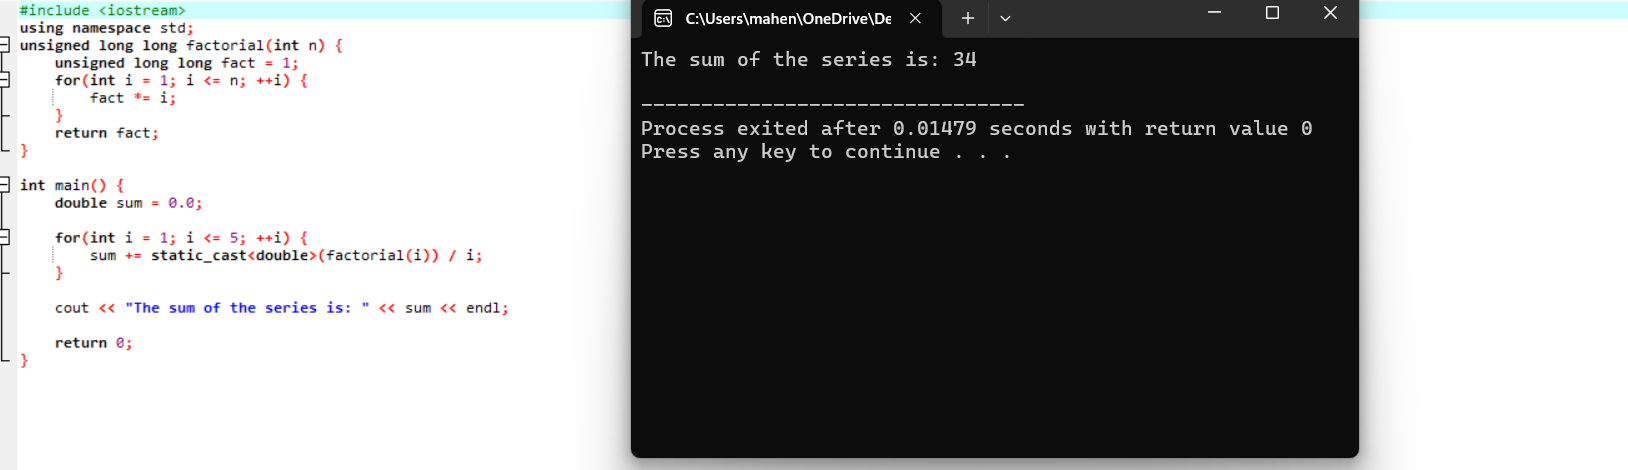 #include <iostream>
using namespace std;
unsigned long long factorial(int n) {
    unsigned long long fact = 1;
    for(int i = 1; i <= n; ++i) {
        fact *= i;
    }
    return fact;
}
int main() {
    double sum = 0.0;
    for(int i = 1; i <= 5; ++i) {
        sum += static_cast<double>(factorial(i)) / i;
    }
    cout << "The sum of the series is: " << sum << endl;
    return 0;
}
C:\Users\mahen\OneDrive\De
The sum of the series is: 34
--------------------------------
Process exited after 0.01479 seconds with return value 0
Press any key to continue . . .